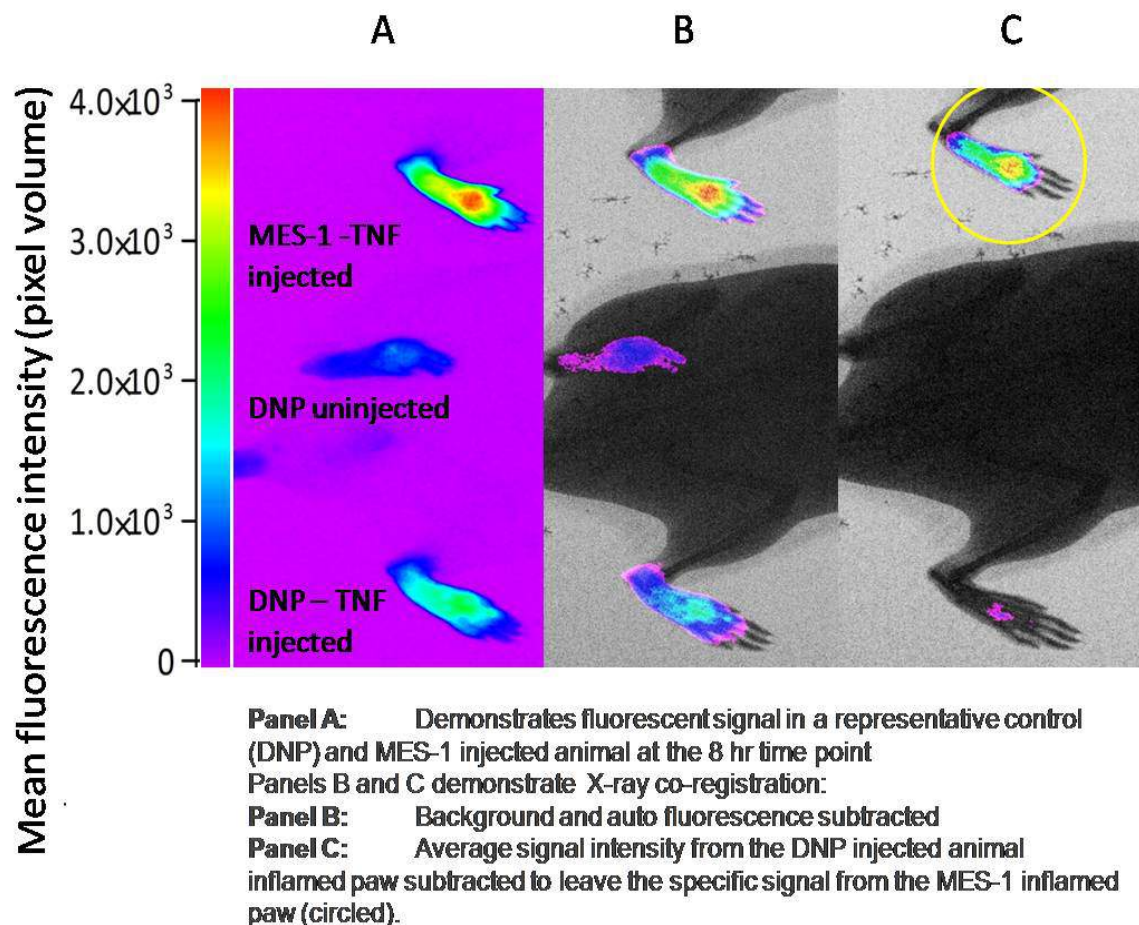 A B C
Mean fluorescence intensity (pixel volume)
4.0x10³
3.0x10³
2.0x10³
1.0x10³
0
MES-1 -TNF
injected
DNP uninjected
DNP – TNF
injected
Panel A: Demonstrates fluorescent signal in a representative control
(DNP) and MES-1 injected animal at the 8 hr time point
Panels B and C demonstrate X-ray co-registration:
Panel B: Background and auto fluorescence subtracted
Panel C: Average signal intensity from the DNP injected animal
inflamed paw subtracted to leave the specific signal from the MES-1 inflamed
paw (circled).